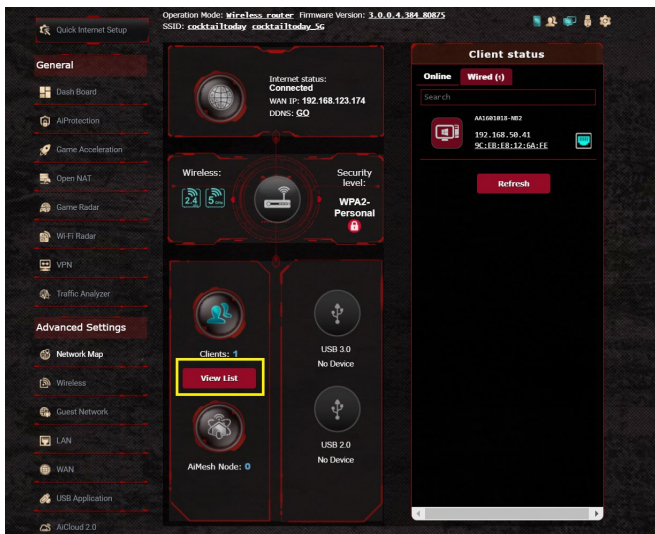 Operation Mode: Wireless router Firmware Version: 3.0.0.4.384_80875
SSID: cocktailtoday cocktailtoday_5G
Quick Internet Setup
General
Dash Board
AiProtection
Game Acceleration
Open NAT
Game Radar
Wi-Fi Radar
VPN
Traffic Analyzer
Advanced Settings
Network Map
Wireless
Guest Network
LAN
WAN
USB Application
AiCloud 2.0
Internet status:
Connected
WAN IP: 192.168.123.174
DDNS: GO
Wireless:
2.4 5
Security
level:
WPA2-
Personal
Clients: 1
View List
AiMesh Node: 0
USB 3.0
No Device
USB 2.0
No Device
Client status
Online Wired (1)
Search
AA1601018-NB2
192.168.50.41
9C:EB:E8:12:6A:FE
Refresh